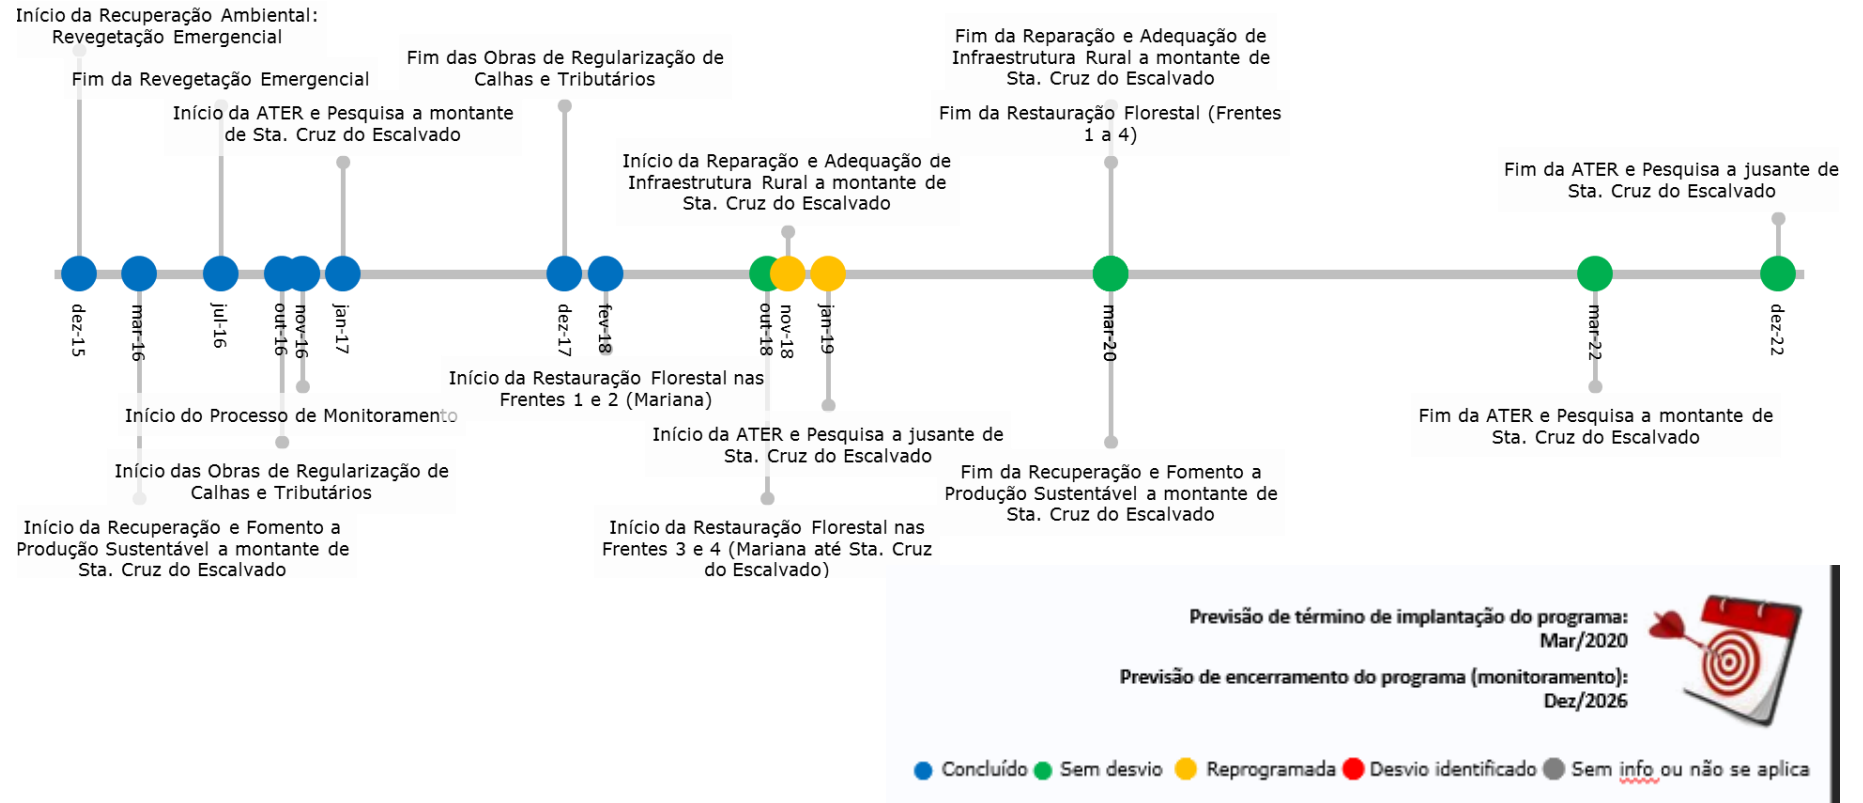 Início da Recuperação Ambiental:
Revegetação Emergencial
Fim da Revegetação Emergencial
Início da ATER e Pesquisa a montante
de Sta. Cruz do Escalvado
Fim das Obras de Regularização de
Calhas e Tributários
Início da Reparação e Adequação de
Infraestrutura Rural a montante de
Sta. Cruz do Escalvado
Fim da Reparação e Adequação de
Infraestrutura Rural a montante de
Sta. Cruz do Escalvado
Fim da Restauração Florestal (Frentes
1 a 4)
Fim da ATER e Pesquisa a jusante de
Sta. Cruz do Escalvado
dez-15
mar-16
jul-16
out-16
nov-16
jan-17
dez-17
fev-18
out-18
nov-18
jan-19
mar-20
mar-22
dez-22
Início do Processo de Monitoramento
Início das Obras de Regularização de
Calhas e Tributários
Início da Recuperação e Fomento a
Produção Sustentável a montante de
Sta. Cruz do Escalvado
Início da Restauração Florestal nas
Frentes 1 e 2 (Mariana)
Início da ATER e Pesquisa a jusante de
Sta. Cruz do Escalvado
Início da Restauração Florestal nas
Frentes 3 e 4 (Mariana até Sta. Cruz
do Escalvado)
Fim da Recuperação e Fomento a
Produção Sustentável a montante de
Sta. Cruz do Escalvado
Fim da ATER e Pesquisa a montante de
Sta. Cruz do Escalvado
Previsão de término de implantação do programa:
Mar/2020
Previsão de encerramento do programa (monitoramento):
Dez/2026
Concluído
Sem desvio
Reprogramada
Desvio identificado
Sem info ou não se aplica